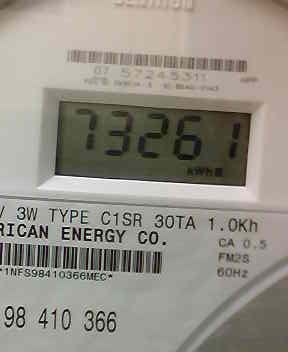 07 57245311
73261
kWh
V 3W TYPE C1SR 30TA 1.0Kh
RICAN ENERGY CO.
CA 0.5
FM2S
60Hz
*1NFS98410366MEC*
98 410 366